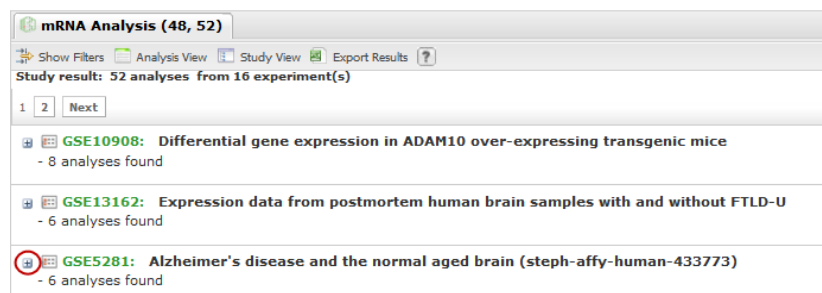 mRNA Analysis (48, 52)
Show Filters Analysis View Study View Export Results ?
Study result: 52 analyses from 16 experiment(s)
1 2 Next
GSE10908: Differential gene expression in ADAM10 over-expressing transgenic mice
- 8 analyses found
GSE13162: Expression data from postmortem human brain samples with and without FTLD-U
- 6 analyses found
GSE5281: Alzheimer's disease and the normal aged brain (steph-affy-human-433773)
- 6 analyses found